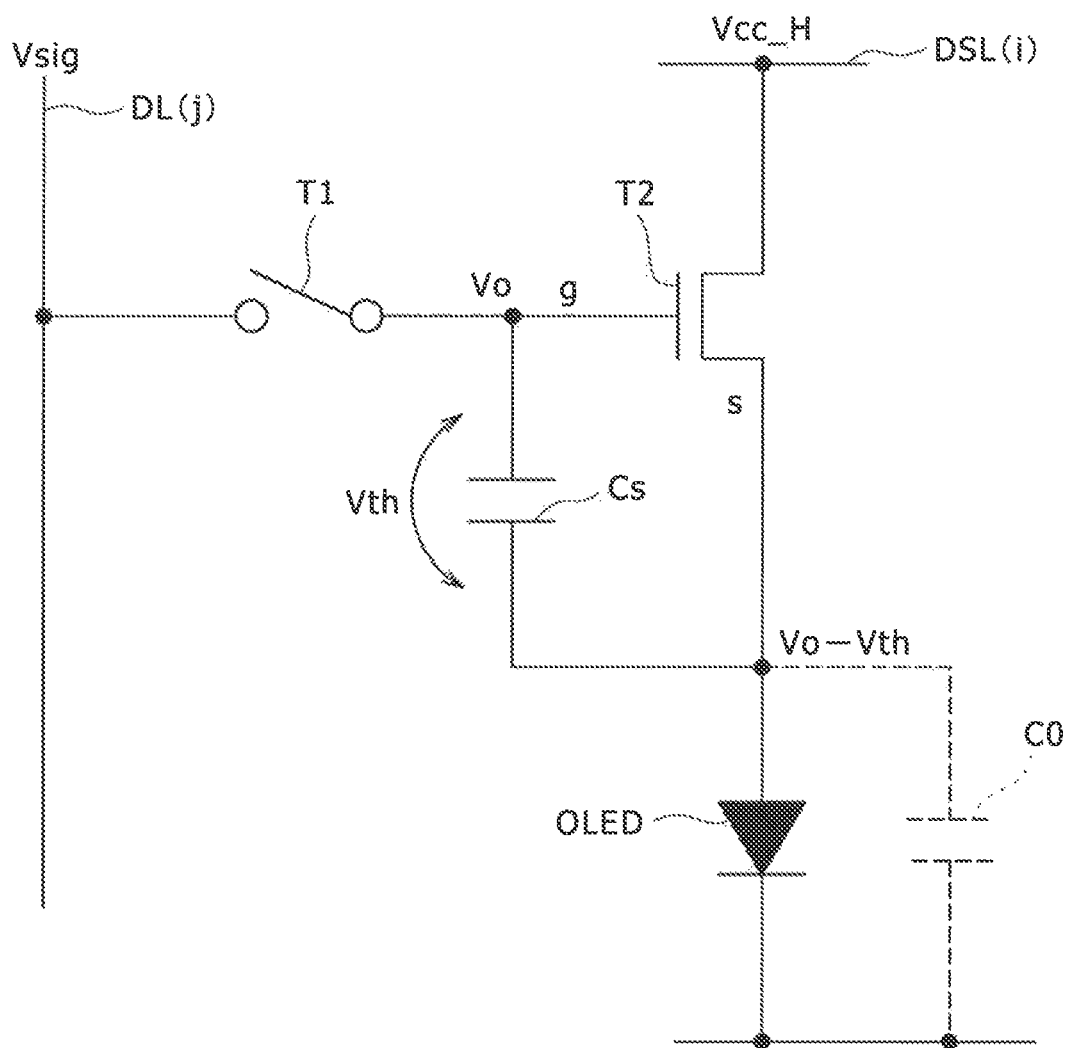 Vcc_H
Vsig
DSL(i)
DL(j)
T1
T2
Vo
g
s
Vth
Cs
Vo−Vth
C0
OLED